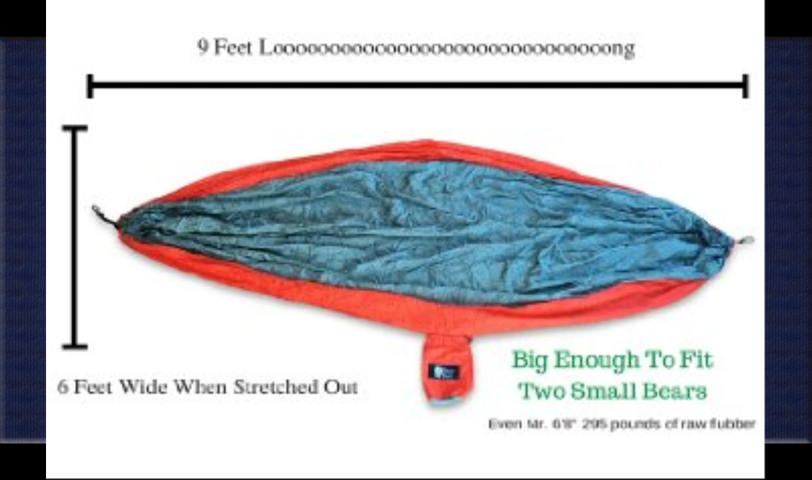 9 Feet Looooooooocoooooooooooooooooooocoong
6 Feet Wide When Stretched Out
Big Enough To Fit
Two Small Bears
Even Mr. 6'8" 295 pounds of raw flubber